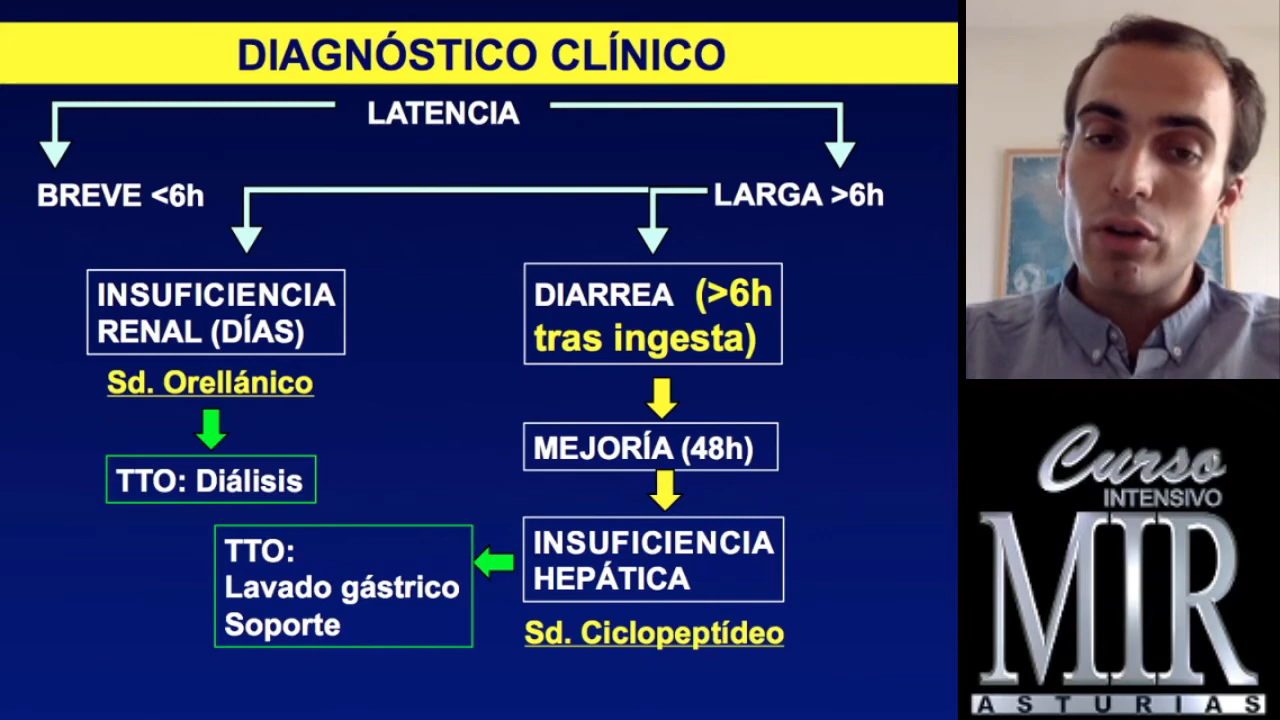 DIAGNÓSTICO CLÍNICO
LATENCIA
BREVE <6h
LARGA >6h
INSUFICIENCIA
RENAL (DÍAS)
Sd. Orellánico
TTO: Diálisis
DIARREA (>6h
tras ingesta)
MEJORÍA (48h)
INSUFICIENCIA
HEPÁTICA
Sd. Ciclopeptídeo
TTO:
Lavado gástrico
Soporte
Curso
INTENSIVO
MIR
ASTURIAS